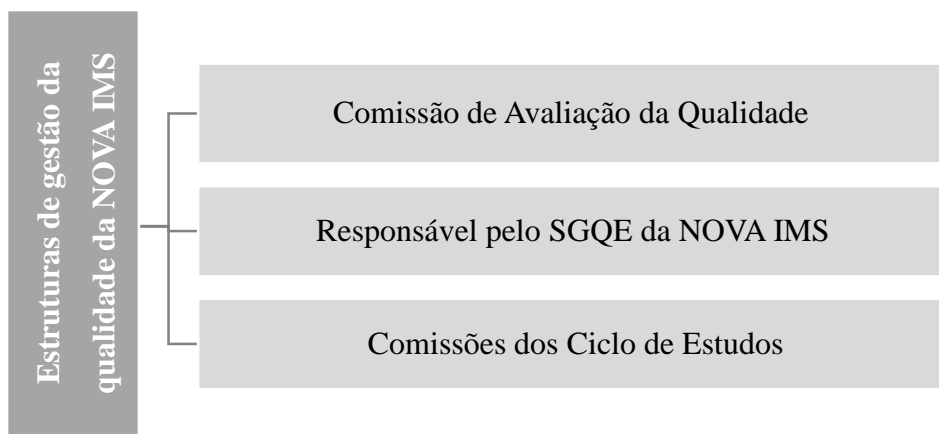 Estruturas de gestão da
qualidade da NOVA IMS
Comissão de Avaliação da Qualidade
Responsável pelo SGQE da NOVA IMS
Comissões dos Ciclo de Estudos